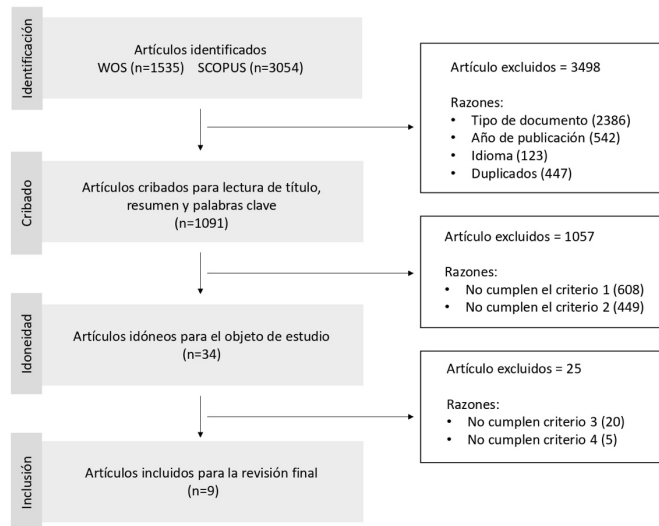 Identificación
Artículos identificados
WOS (n=1535) SCOPUS (n=3054)
Artículo excluidos = 3498
Razones:
• Tipo de documento (2386)
• Año de publicación (542)
• Idioma (123)
• Duplicados (447)
Cribado
Artículos cribados para lectura de título,
resumen y palabras clave
(n=1091)
Artículo excluidos = 1057
Razones:
• No cumplen el criterio 1 (608)
• No cumplen el criterio 2 (449)
Idoneidad
Artículos idóneos para el objeto de estudio
(n=34)
Artículo excluidos = 25
Razones:
• No cumplen criterio 3 (20)
• No cumplen criterio 4 (5)
Inclusión
Artículos incluidos para la revisión final
(n=9)